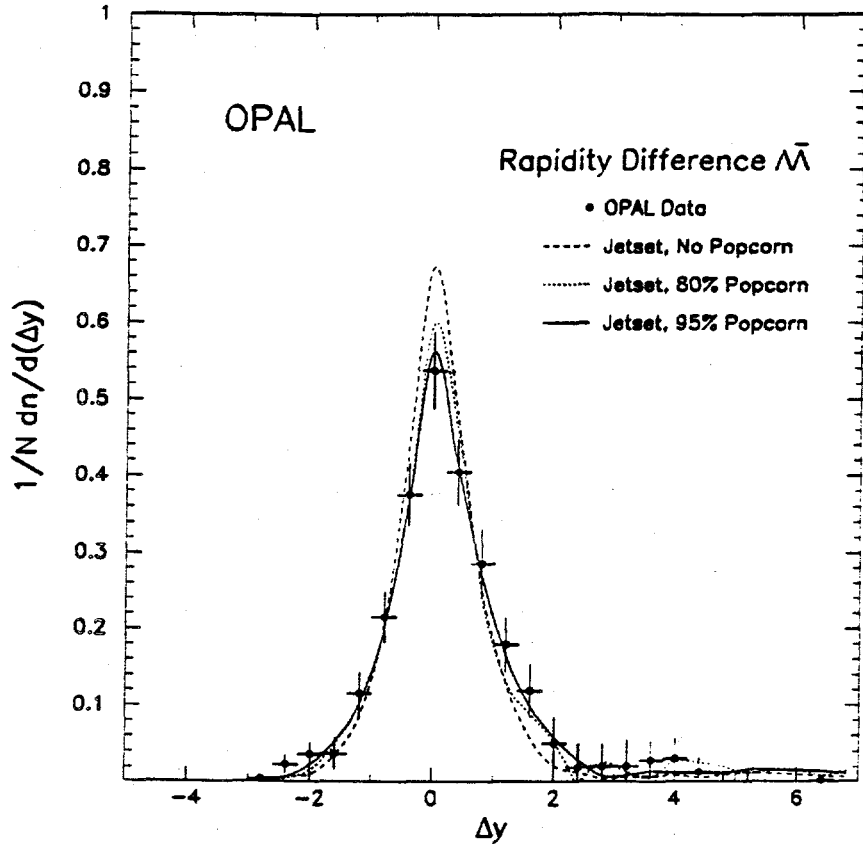 1
0.9
0.8
0.7
0.6
0.5
0.4
0.3
0.2
0.1
1/N dn/d(Δy)
OPAL
Rapidity Difference ΛΛ̄
OPAL Data
Jetset, No Popcorn
Jetset, 80% Popcorn
Jetset, 95% Popcorn
−4 −2 0 2 4 6
Δy